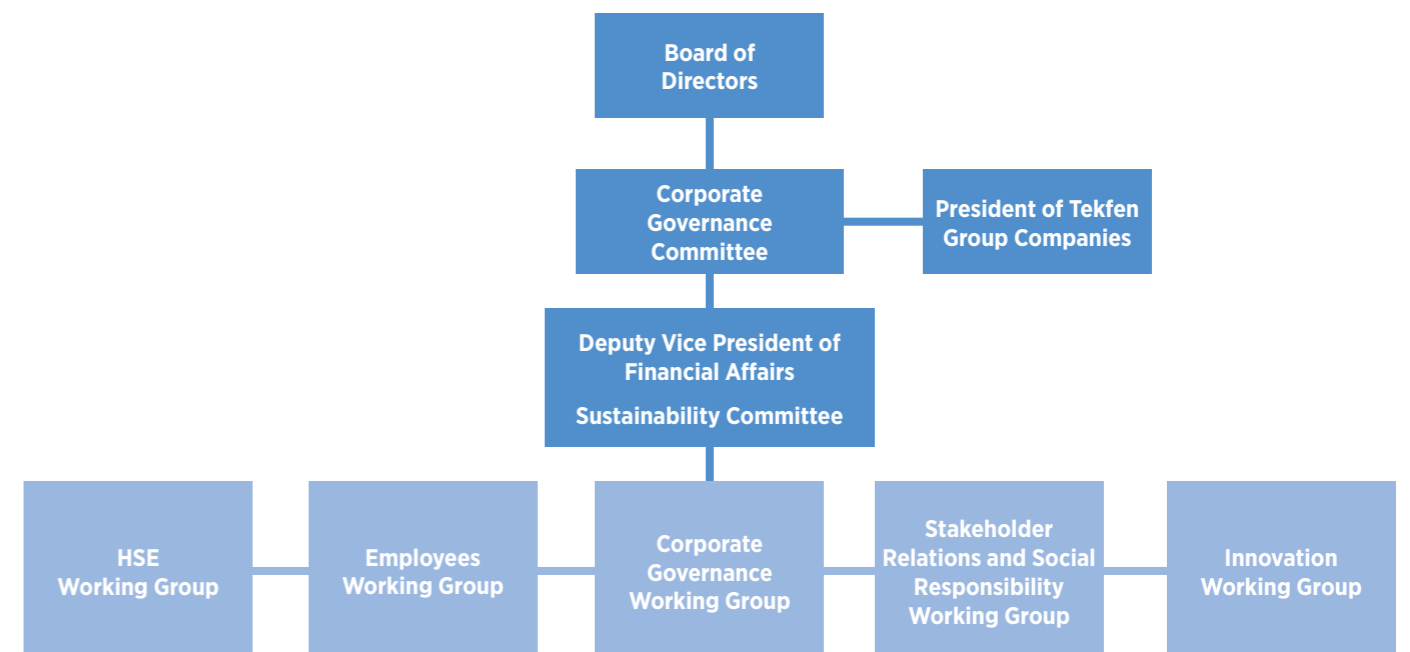 Board of
Directors
Corporate
Governance
Committee
President of Tekfen
Group Companies
Deputy Vice President of
Financial Affairs
Sustainability Committee
HSE
Working Group
Employees
Working Group
Corporate
Governance
Working Group
Stakeholder
Relations and Social
Responsibility
Working Group
Innovation
Working Group